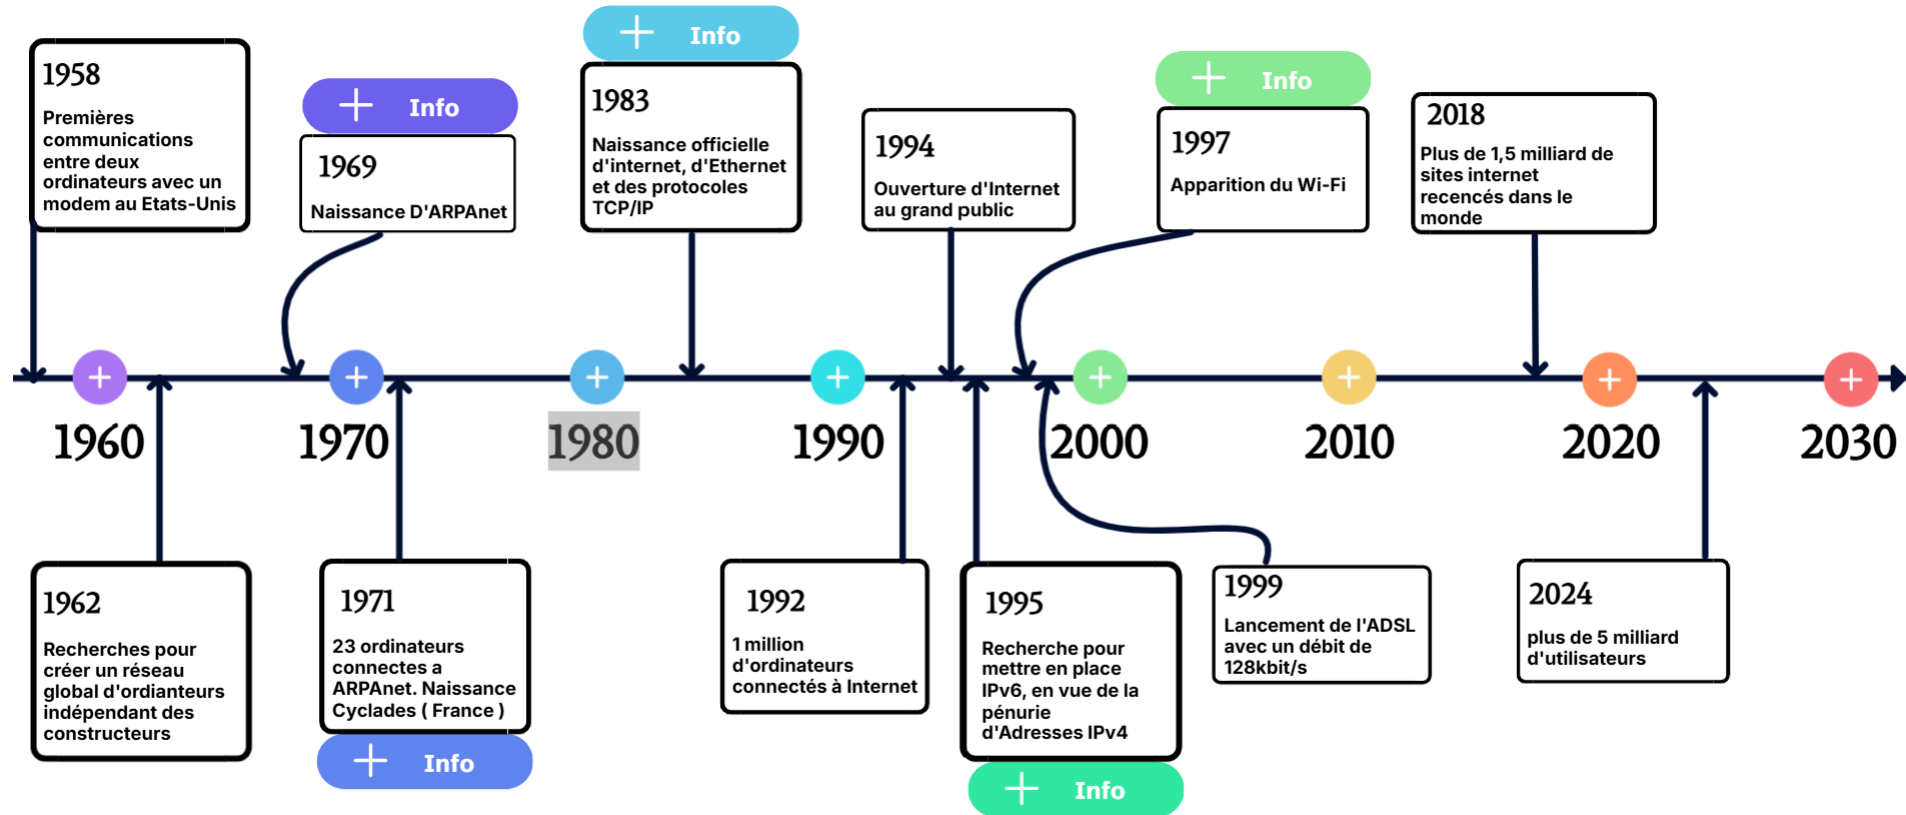 1958
Premières
communications
entre deux
ordinateurs avec un
modem au Etats-Unis
Info
1969
Naissance D'ARPAnet
Info
1983
Naissance officielle
d'internet, d'Ethernet
et des protocoles
TCP/IP
1994
Ouverture d'Internet
au grand public
Info
1997
Apparition du Wi-Fi
2018
Plus de 1,5 milliard de
sites internet
recencés dans le
monde
1960
1970
1980
1990
2000
2010
2020
2030
1962
Recherches pour
créer un réseau
global d'ordianteurs
indépendant des
constructeurs
1971
23 ordinateurs
connectes a
ARPAnet. Naissance
Cyclades ( France )
Info
1992
1 million
d'ordinateurs
connectés à Internet
1995
Recherche pour
mettre en place
IPv6, en vue de la
pénurie
d'Adresses IPv4
Info
1999
Lancement de l'ADSL
avec un débit de
128kbit/s
2024
plus de 5 milliard
d'utilisateurs